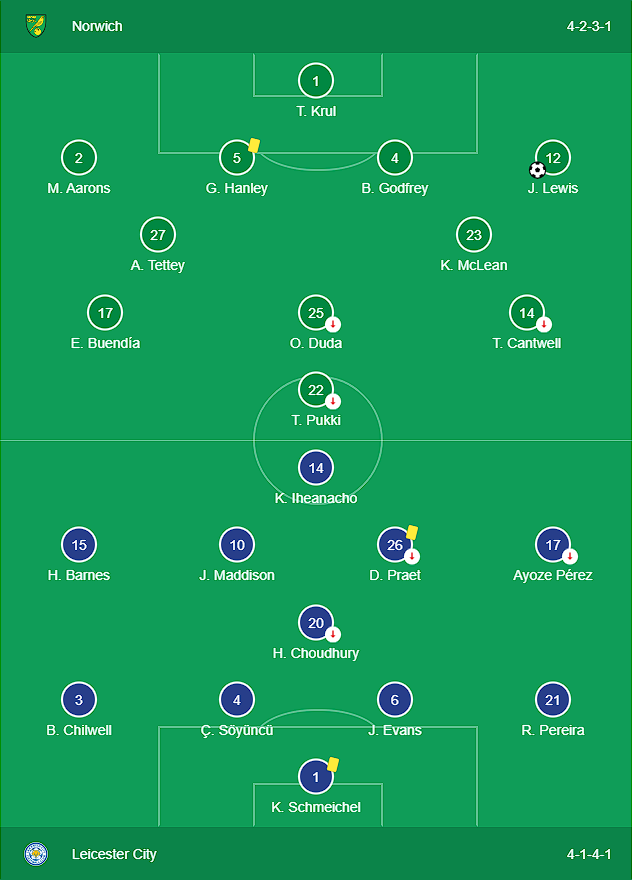 Norwich 4-2-3-1
1
T. Krul
2 5 4 12
M. Aarons G. Hanley B. Godfrey J. Lewis
27 23
A. Tettey K. McLean
17 25 14
E. Buendía O. Duda T. Cantwell
22
T. Pukki
14
K. Iheanacho
15 10 26 17
H. Barnes J. Maddison D. Praet Ayoze Pérez
20
H. Choudhury
3 4 6 21
B. Chilwell Ç. Söyüncü J. Evans R. Pereira
1
K. Schmeichel
Leicester City 4-1-4-1